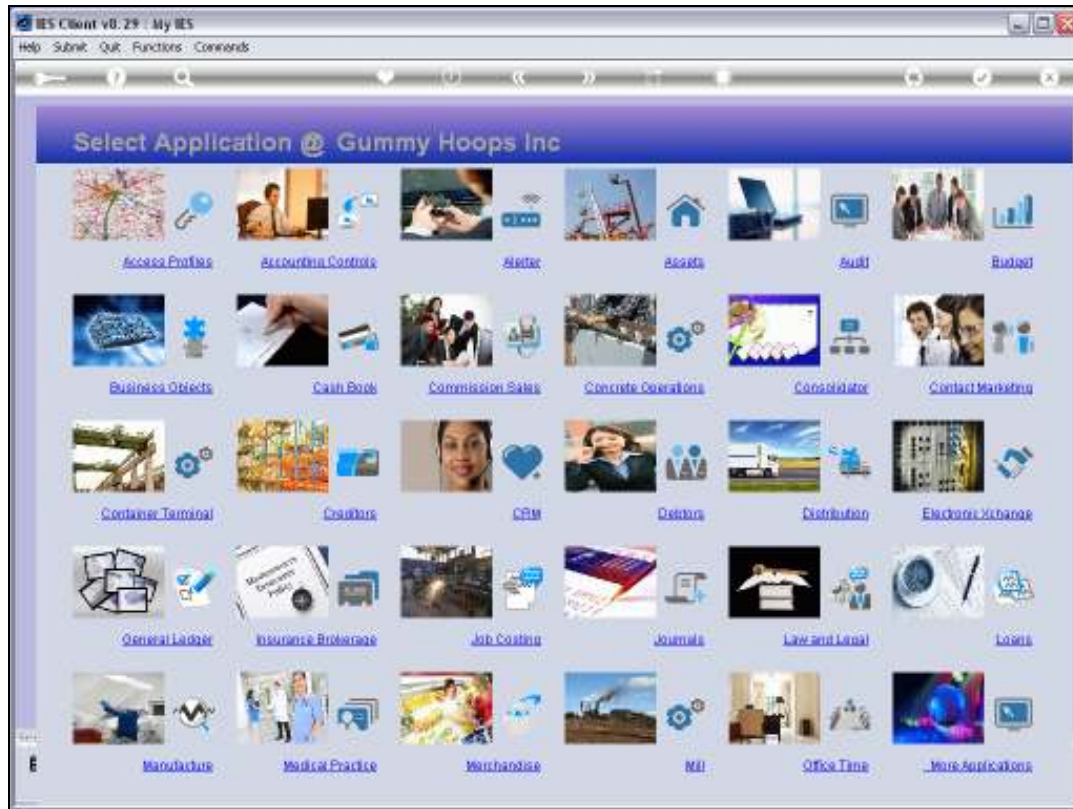 IES Client v8.29 : My IES
Help Submit Quit Functions Commands
Select Application @ Gummy Hoops Inc
Access Profiles Accounting Controls Alerter Assets Audit Budget
Business Objects Cash Book Commission Sales Concrete Operations Consolidator Contact Marketing
Container Terminal Creditors CRM Debtors Distribution Electronic Xchange
General Ledger Insurance Brokerage Job Costing Journals Law and Legal Loans
Manufacture Medical Practice Merchandise Mill Office Time ...More Applications